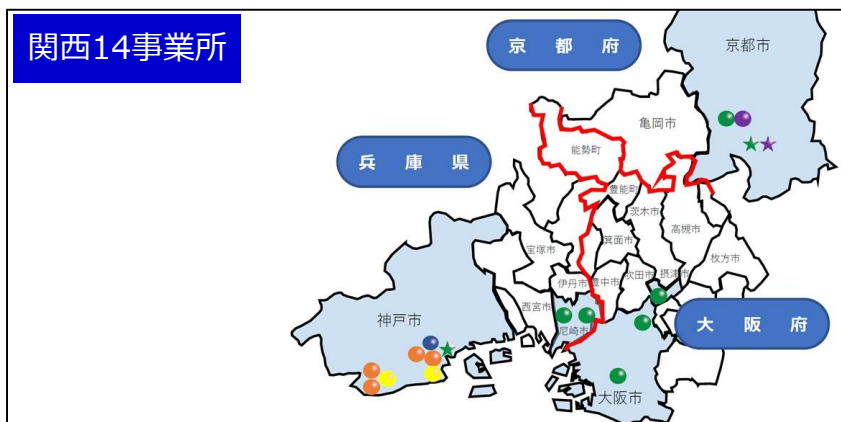 関西14事業所
京都府
京都市
亀岡市
能勢町
兵庫県
豊能町
茨木市
高槻市
箕面市
枚方市
宝塚市
吹田市
摂津市
伊丹市
豊中市
西宮市
神戸市
尼崎市
大阪府
大阪市